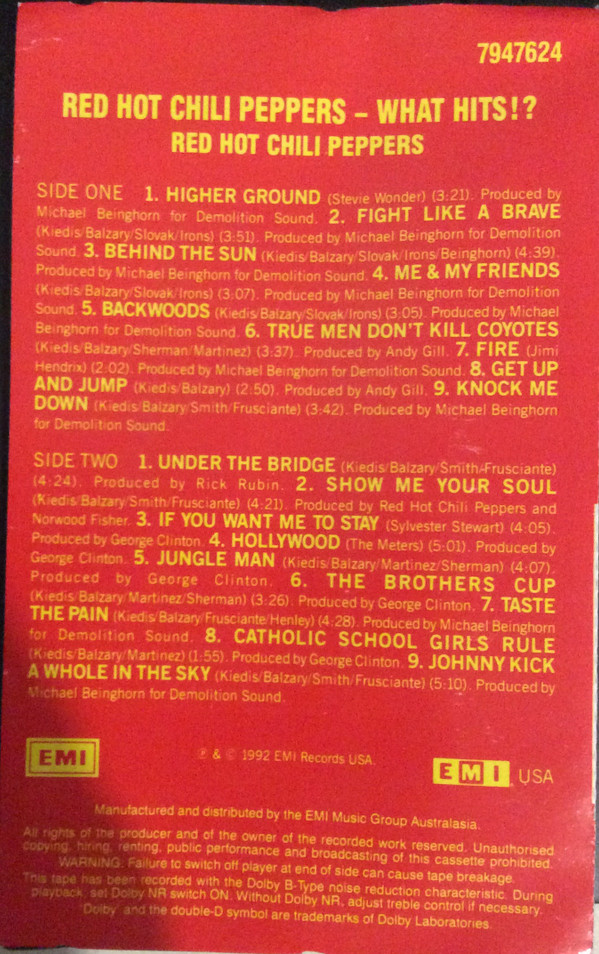 7947624
RED HOT CHILI PEPPERS – WHAT HITS!?
RED HOT CHILI PEPPERS
SIDE ONE 1. HIGHER GROUND (Stevie Wonder) (3:21). Produced by
Michael Beinghorn for Demolition Sound. 2. FIGHT LIKE A BRAVE
(Kiedis/Balzary/Slovak/Irons) (3:51). Produced by Michael Beinghorn for Demolition
Sound. 3. BEHIND THE SUN (Kiedis/Balzary/Slovak/Irons/Beinghorn) (4:39).
Produced by Michael Beinghorn for Demolition Sound. 4. ME & MY FRIENDS
(Kiedis/Balzary/Slovak/Irons) (3:07). Produced by Michael Beinghorn for Demolition
Sound. 5. BACKWOODS (Kiedis/Balzary/Slovak/Irons) (3:05). Produced by Michael
Beinghorn for Demolition Sound. 6. TRUE MEN DON'T KILL COYOTES
(Kiedis/Balzary/Sherman/Martinez) (3:37). Produced by Andy Gill. 7. FIRE (Jimi
Hendrix) (2:02). Produced by Michael Beinghorn for Demolition Sound. 8. GET UP
AND JUMP (Kiedis/Balzary) (2:50). Produced by Andy Gill. 9. KNOCK ME
DOWN (Kiedis/Balzary/Smith/Frusciante) (3:42). Produced by Michael Beinghorn
for Demolition Sound.
SIDE TWO 1. UNDER THE BRIDGE (Kiedis/Balzary/Smith/Frusciante)
(4:24). Produced by Rick Rubin. 2. SHOW ME YOUR SOUL
(Kiedis/Balzary/Smith/Frusciante) (4:21). Produced by Red Hot Chili Peppers and
Norwood Fisher. 3. IF YOU WANT ME TO STAY (Sylvester Stewart) (4:05).
Produced by George Clinton. 4. HOLLYWOOD (The Meters) (5:01). Produced by
George Clinton. 5. JUNGLE MAN (Kiedis/Balzary/Martinez/Sherman) (4:07).
Produced by George Clinton. 6. THE BROTHERS CUP
(Kiedis/Balzary/Martinez/Sherman) (3:26). Produced by George Clinton. 7. TASTE
THE PAIN (Kiedis/Balzary/Frusciante/Henley) (4:28). Produced by Michael Beinghorn
for Demolition Sound. 8. CATHOLIC SCHOOL GIRLS RULE
(Kiedis/Balzary/Martinez) (1:55). Produced by George Clinton. 9. JOHNNY KICK
A WHOLE IN THE SKY (Kiedis/Balzary/Smith/Frusciante) (5:10). Produced by
Michael Beinghorn for Demolition Sound.
EMI
℗ & © 1992 EMI Records USA.
EMI USA
Manufactured and distributed by the EMI Music Group Australasia.
All rights of the producer and of the owner of the recorded work reserved. Unauthorised
copying, hiring, renting, public performance and broadcasting of this cassette prohibited.
WARNING: Failure to switch off player at end of side can cause tape breakage.
This tape has been recorded with the Dolby B-Type noise reduction characteristic. During
playback, set Dolby NR switch ON. Without Dolby NR, adjust treble control if necessary.
'Dolby' and the double-D symbol are trademarks of Dolby Laboratories.